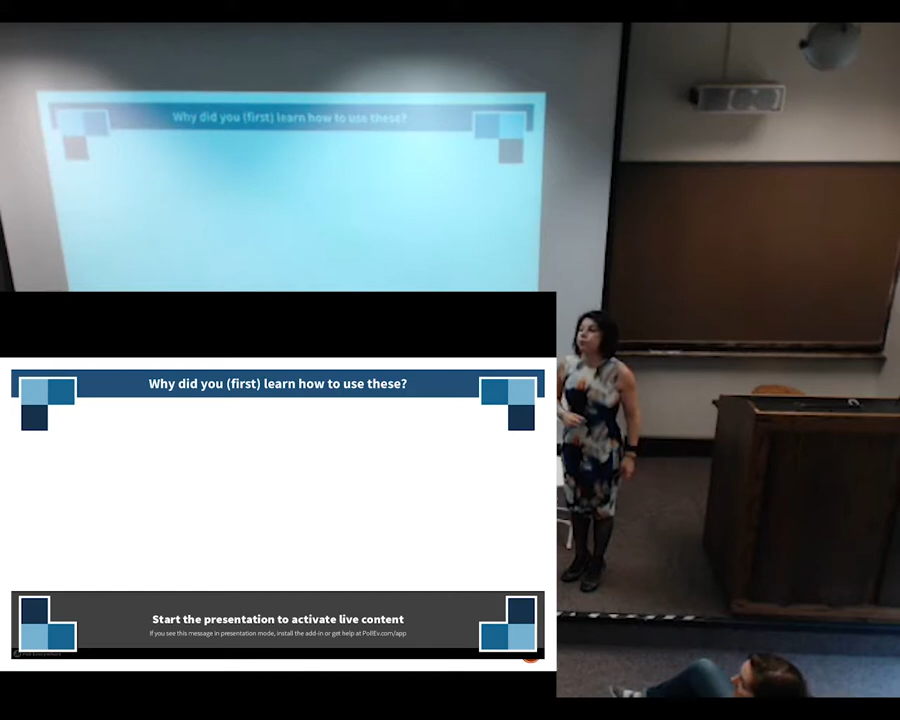 Why did you (first) learn how to use these?
Why did you (first) learn how to use these?
Start the presentation to activate live content
If you see this message in presentation mode, install the add-in or get help at PollEv.com/app
Poll Everywhere